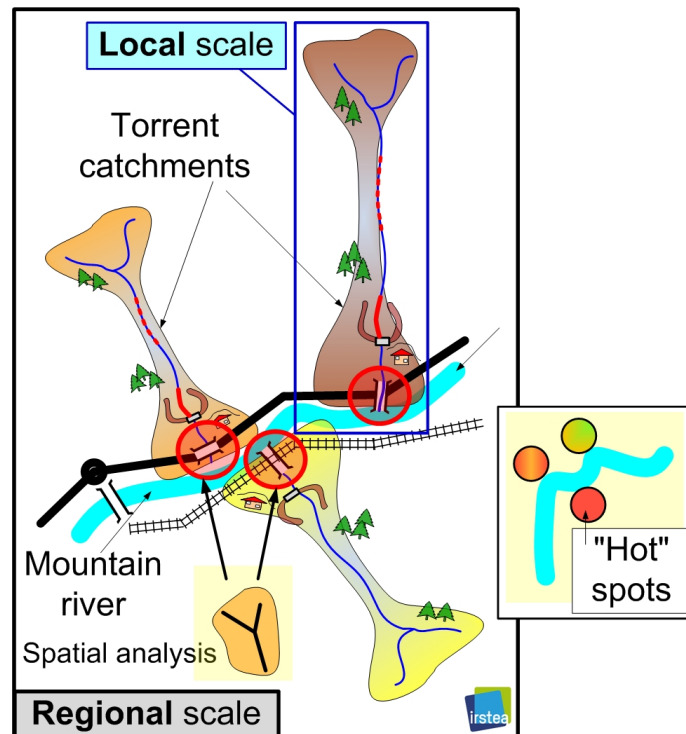 Local scale
Torrent
catchments
Mountain
river
Spatial analysis
Regional scale
irstea
"Hot"
spots